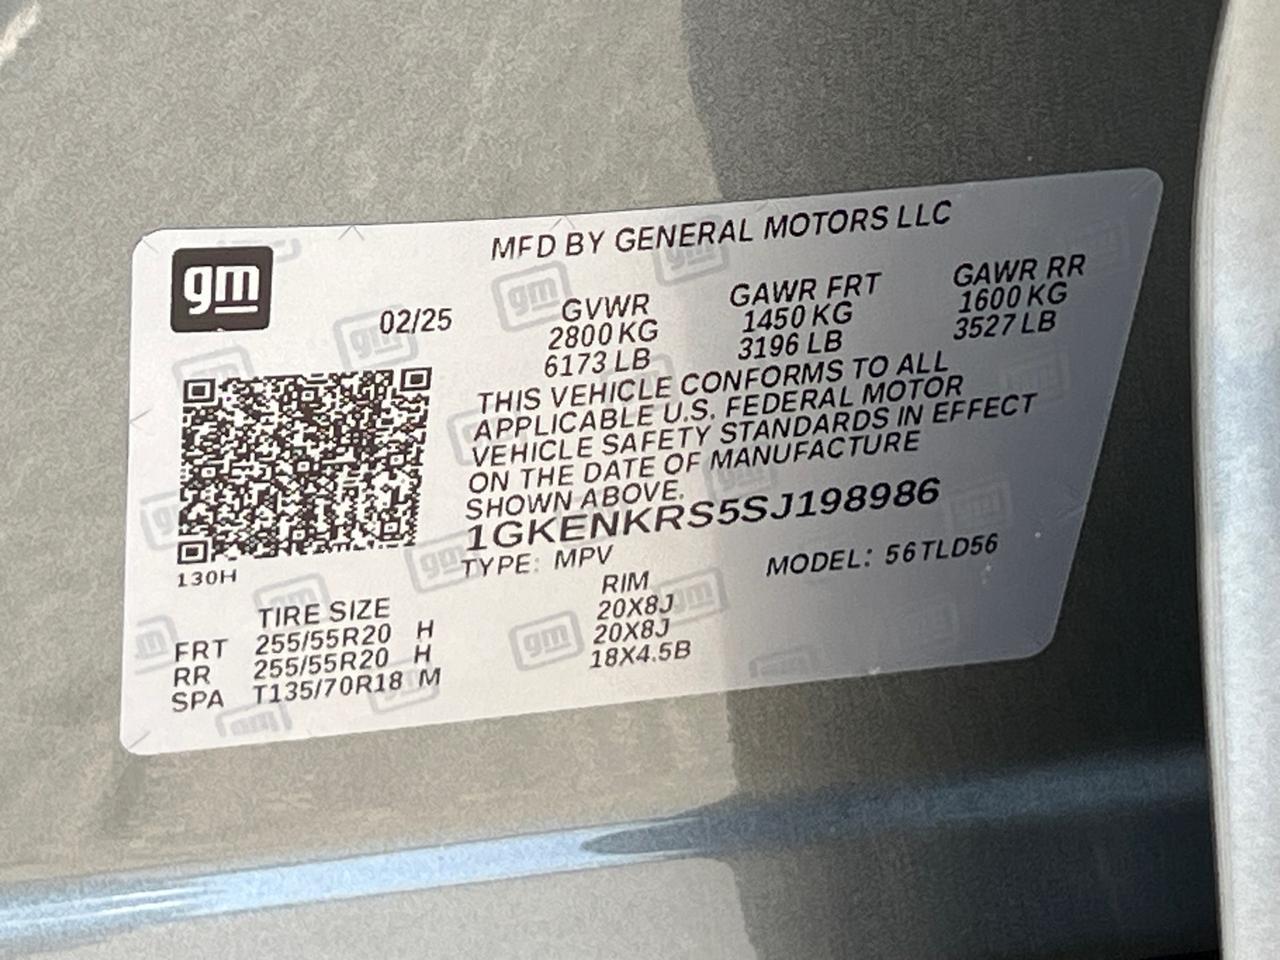 gm
MFD BY GENERAL MOTORS LLC
02/25
GVWR GAWR FRT GAWR RR
2800 KG 1450 KG 1600 KG
6173 LB 3196 LB 3527 LB
THIS VEHICLE CONFORMS TO ALL
APPLICABLE U.S. FEDERAL MOTOR
VEHICLE SAFETY STANDARDS IN EFFECT
ON THE DATE OF MANUFACTURE
SHOWN ABOVE.
1GKENKRS5SJ198986
TYPE: MPV MODEL: 56TLD56
130H
TIRE SIZE RIM
FRT 255/55R20 H 20X8J
RR 255/55R20 H 20X8J
SPA T135/70R18 M 18X4.5B